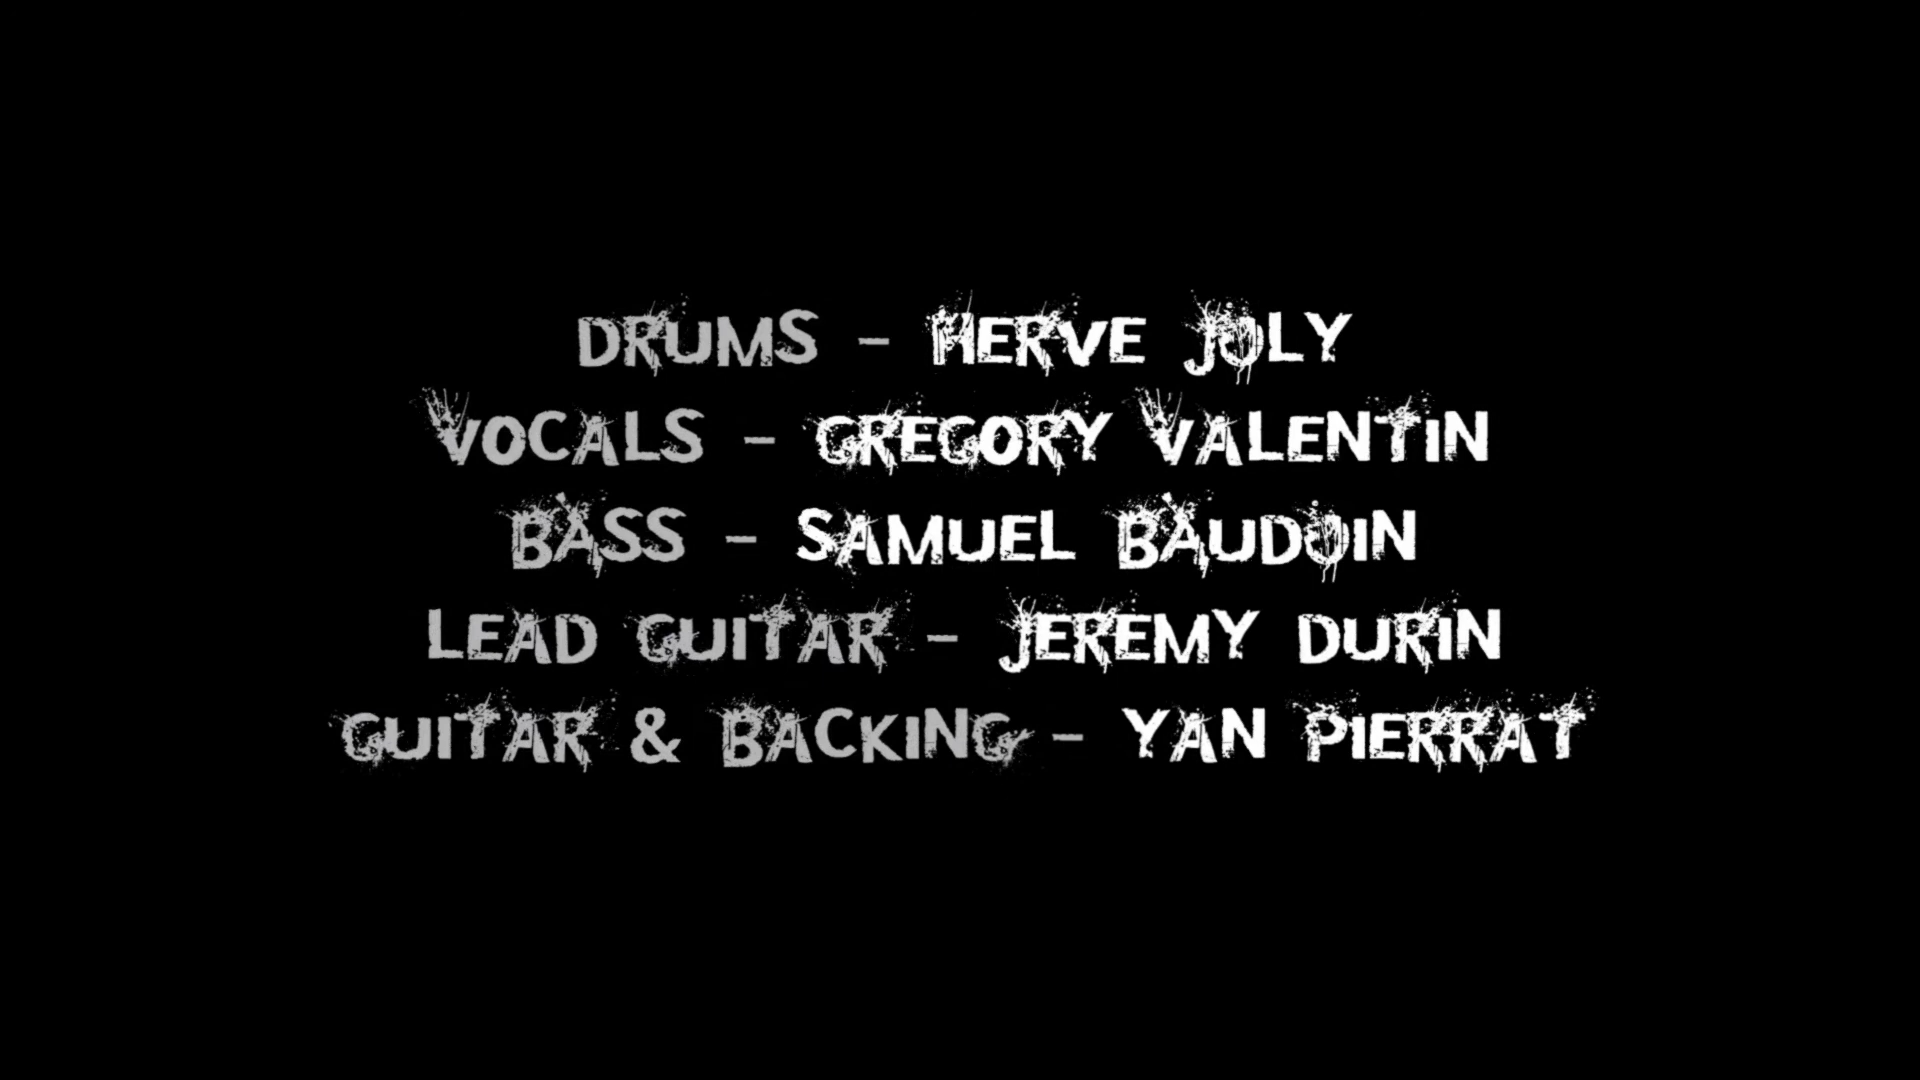 DRUMS - HERVE JOLY
VOCALS - GREGORY VALENTIN
BASS - SAMUEL BAUDOIN
LEAD GUITAR - JEREMY DURIN
GUITAR & BACKING - YAN PIERRAT